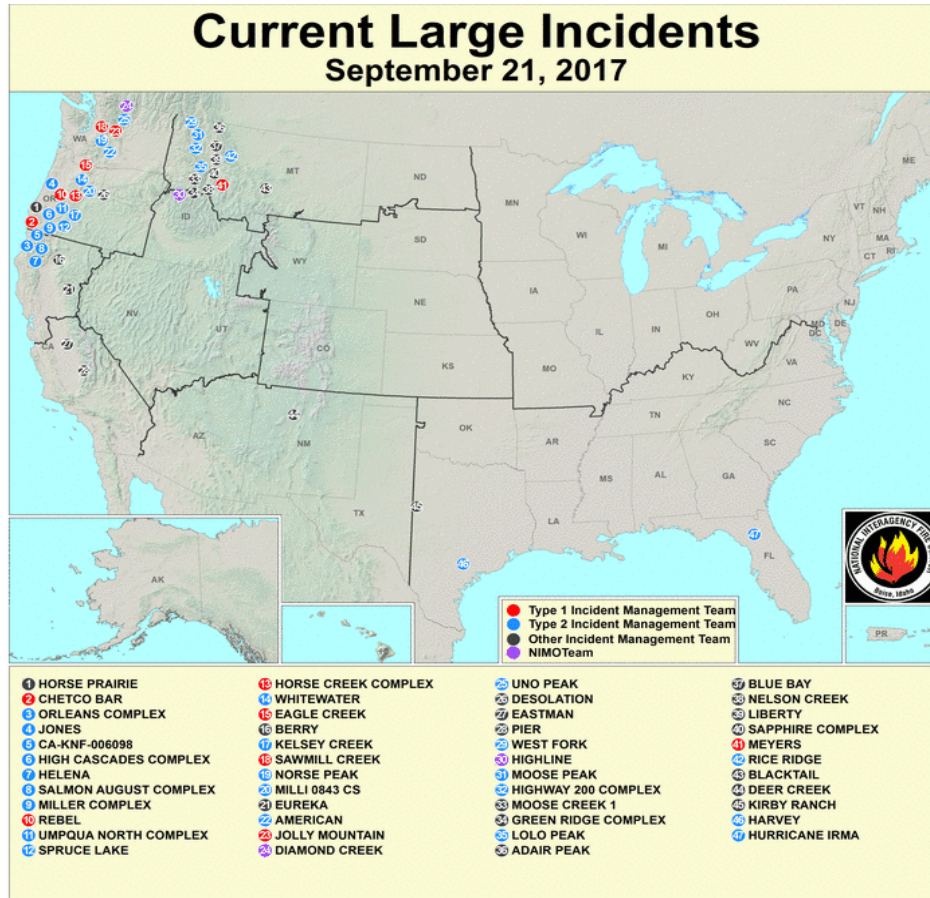 Current Large Incidents
September 21, 2017
WA
OR
ID
MT
ND
MN
ME
VT
NH
MA
RI
CT
NY
WI
MI
SD
WY
NV
UT
CO
NE
IA
IL
IN
OH
PA
NJ
MD
DE
DC
WV
VA
CA
KS
MO
KY
NC
TN
AZ
NM
OK
AR
SC
MS
AL
GA
TX
LA
FL
AK
HI
PR
NATIONAL INTERAGENCY FIRE
Boise, Idaho
Type 1 Incident Management Team
Type 2 Incident Management Team
Other Incident Management Team
NIMOTeam
1 HORSE PRAIRIE
2 CHETCO BAR
3 ORLEANS COMPLEX
4 JONES
5 CA-KNF-006098
6 HIGH CASCADES COMPLEX
7 HELENA
8 SALMON AUGUST COMPLEX
9 MILLER COMPLEX
10 REBEL
11 UMPQUA NORTH COMPLEX
12 SPRUCE LAKE
13 HORSE CREEK COMPLEX
14 WHITEWATER
15 EAGLE CREEK
16 BERRY
17 KELSEY CREEK
18 SAWMILL CREEK
19 NORSE PEAK
20 MILLI 0843 CS
21 EUREKA
22 AMERICAN
23 JOLLY MOUNTAIN
24 DIAMOND CREEK
25 UNO PEAK
26 DESOLATION
27 EASTMAN
28 PIER
29 WEST FORK
30 HIGHLINE
31 MOOSE PEAK
32 HIGHWAY 200 COMPLEX
33 MOOSE CREEK 1
34 GREEN RIDGE COMPLEX
35 LOLO PEAK
36 ADAIR PEAK
37 BLUE BAY
38 NELSON CREEK
39 LIBERTY
40 SAPPHIRE COMPLEX
41 MEYERS
42 RICE RIDGE
43 BLACKTAIL
44 DEER CREEK
45 KIRBY RANCH
46 HARVEY
47 HURRICANE IRMA